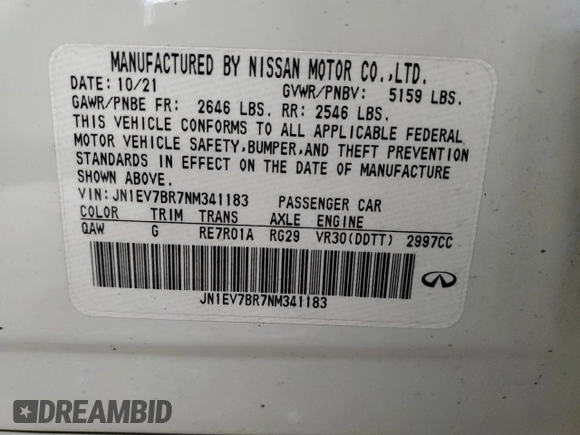 MANUFACTURED BY NISSAN MOTOR CO.,LTD.
DATE: 10/21 GVWR/PNBV: 5159 LBS.
GAWR/PNBE FR: 2646 LBS. RR: 2546 LBS.
THIS VEHICLE CONFORMS TO ALL APPLICABLE FEDERAL
MOTOR VEHICLE SAFETY,BUMPER,AND THEFT PREVENTION
STANDARDS IN EFFECT ON THE DATE OF MANUFACTURE
SHOWN ABOVE.
VIN: JN1EV7BR7NM341183 PASSENGER CAR
COLOR TRIM TRANS AXLE ENGINE
QAW G RE7R01A RG29 VR30(DDTT) 2997CC
JN1EV7BR7NM341183
DREAMBID